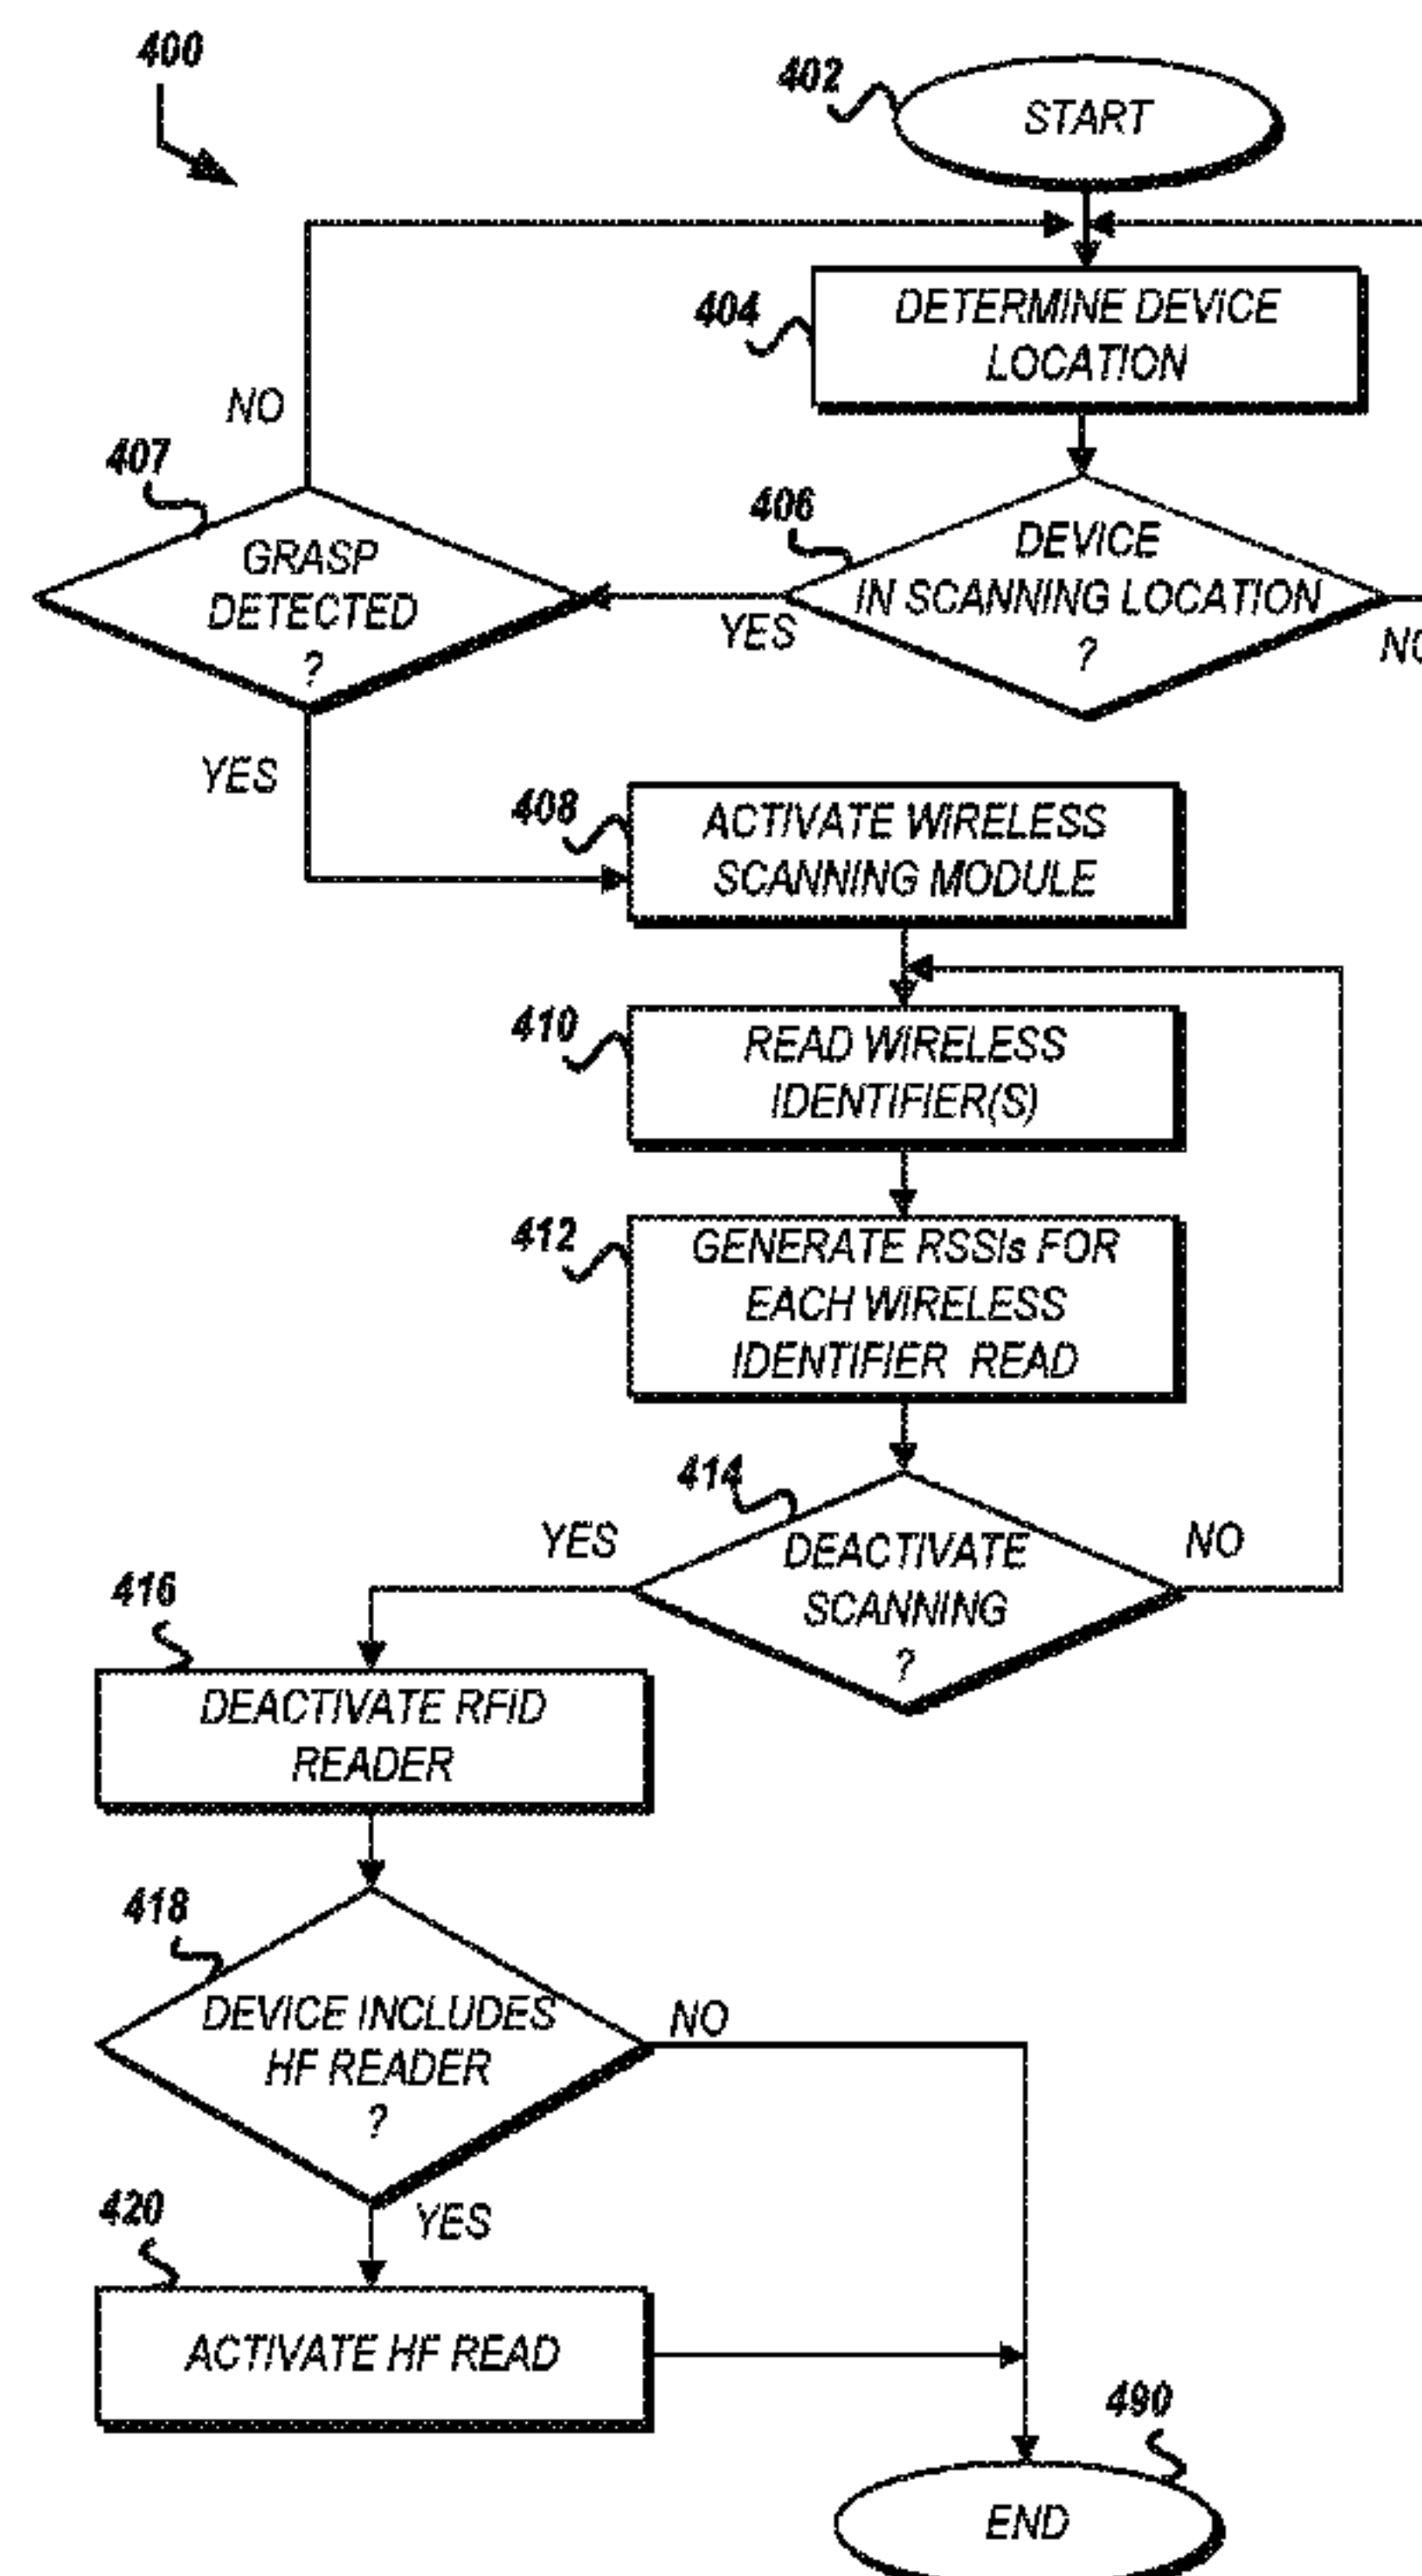 400
402
START
404
DETERMINE DEVICE
LOCATION
NO
407
GRASP
DETECTED
?
406
DEVICE
IN SCANNING LOCATION
?
YES
NO
YES
408
ACTIVATE WIRELESS
SCANNING MODULE
410
READ WIRELESS
IDENTIFIER(S)
412
GENERATE RSSIs FOR
EACH WIRELESS
IDENTIFIER READ
414
DEACTIVATE
SCANNING
?
YES
NO
416
DEACTIVATE RFID
READER
418
DEVICE INCLUDES
HF READER
?
NO
YES
420
ACTIVATE HF READ
490
END